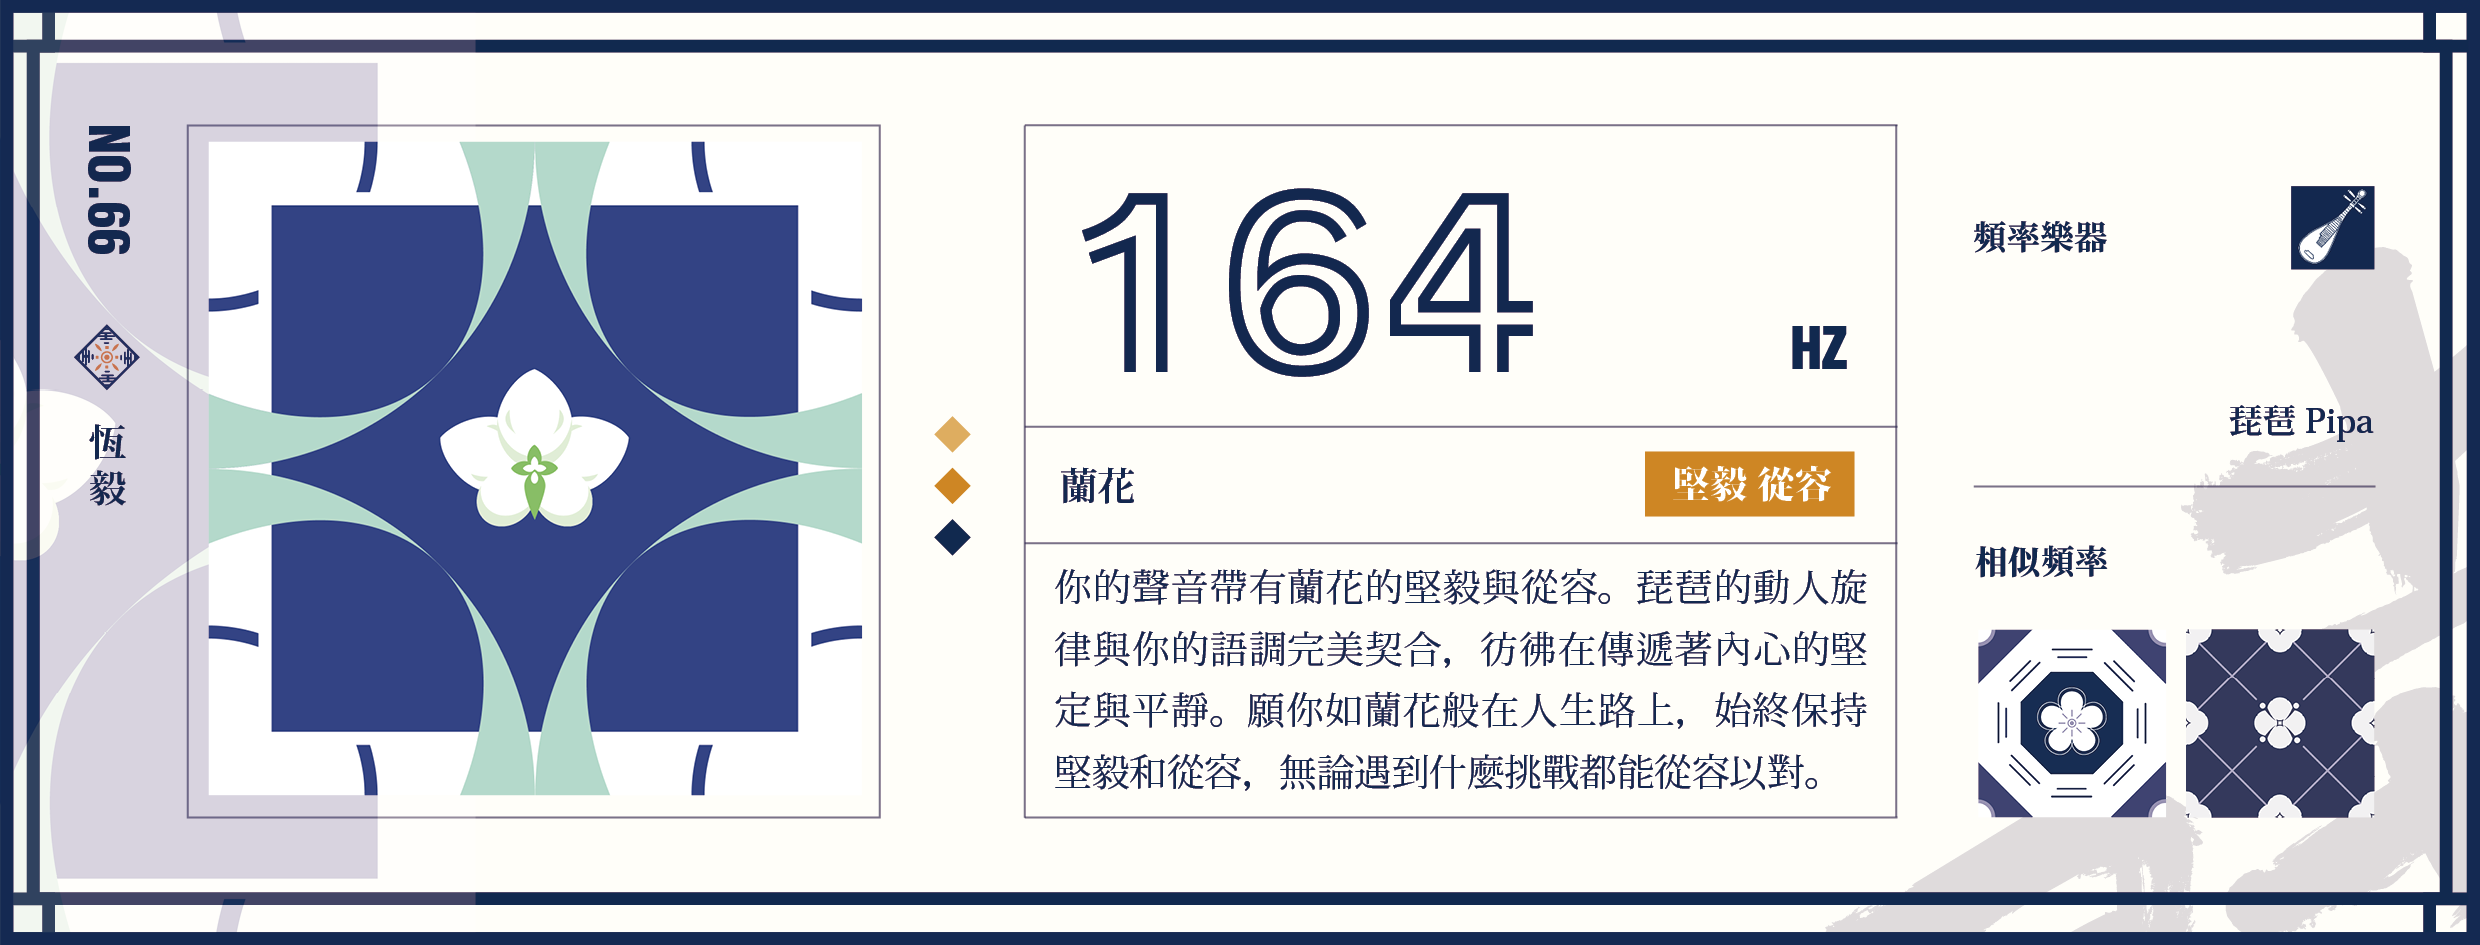 NO.66
恆毅
164
HZ
蘭花
堅毅 從容
你的聲音帶有蘭花的堅毅與從容。琵琶的動人旋
律與你的語調完美契合，彷彿在傳遞著內心的堅
定與平靜。願你如蘭花般在人生路上，始終保持
堅毅和從容，無論遇到什麼挑戰都能從容以對。
頻率樂器
琵琶 Pipa
相似頻率